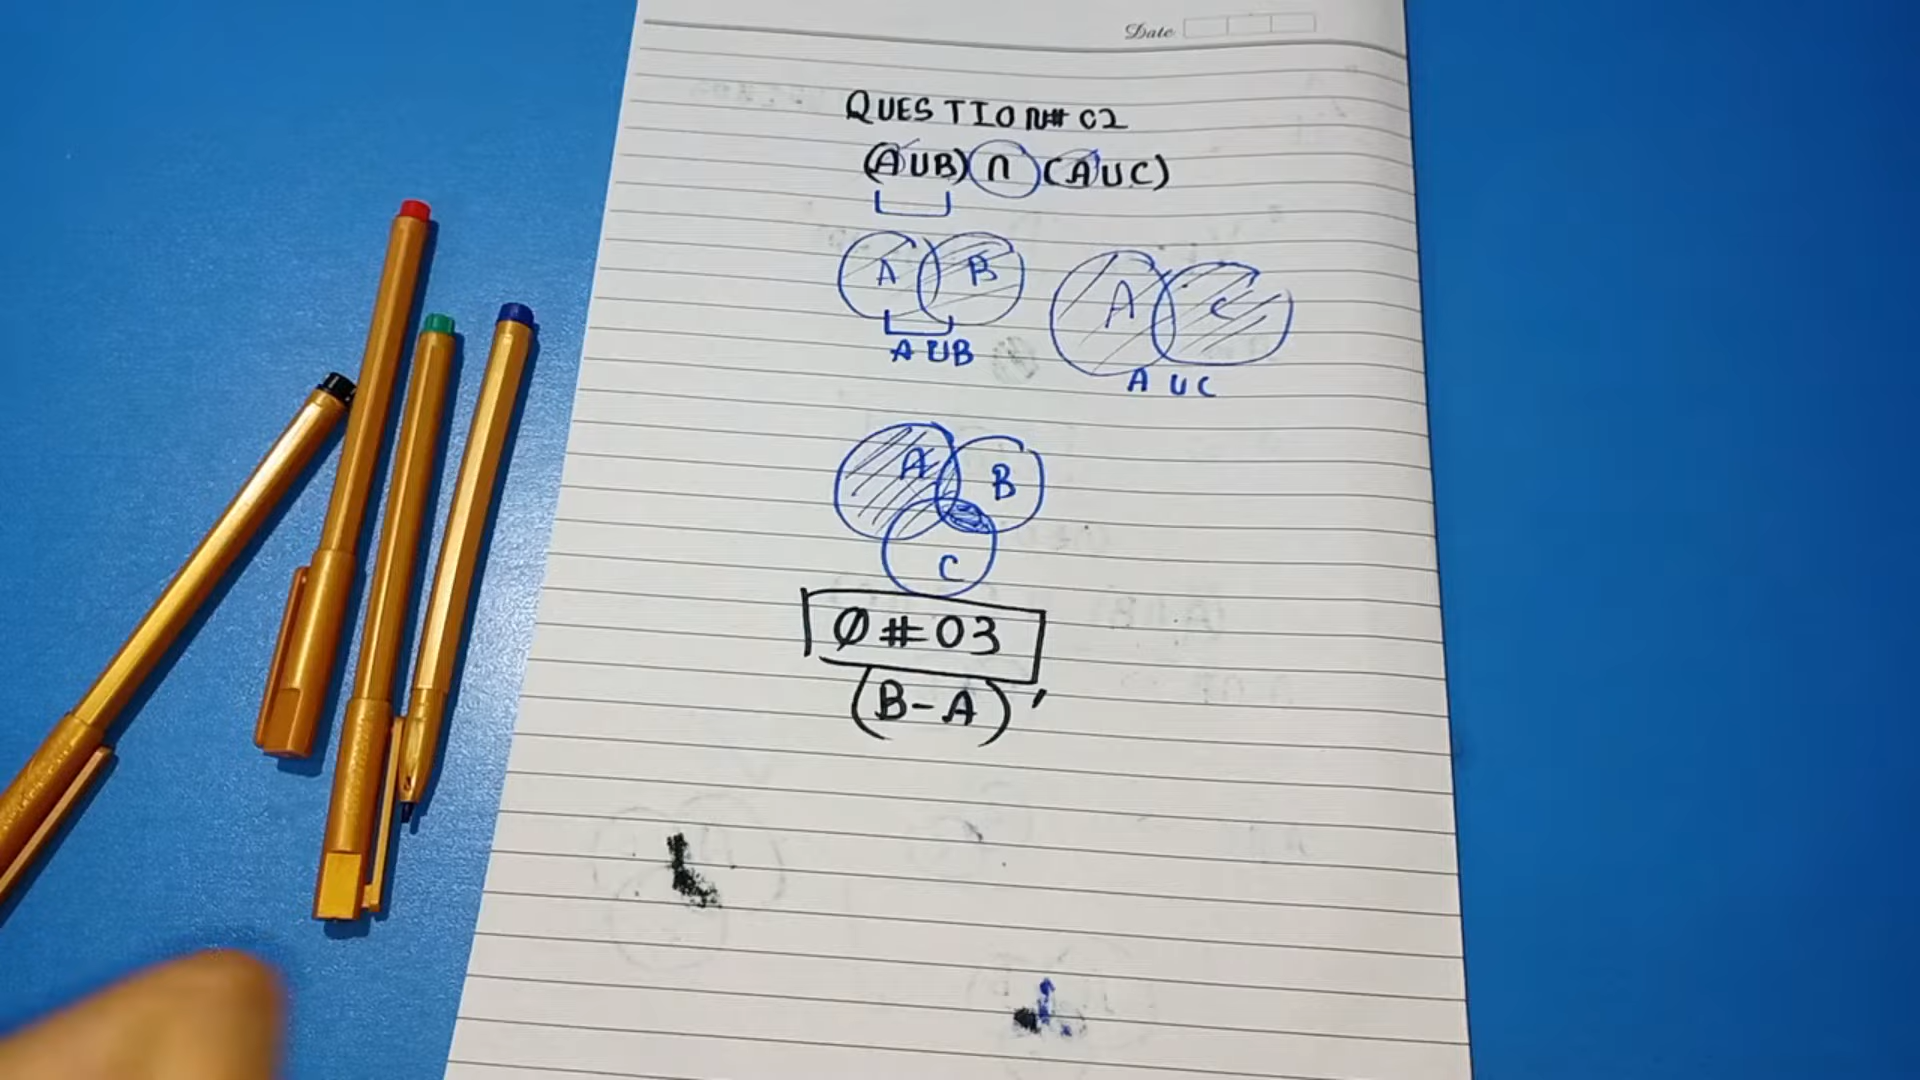 Date
QUESTION# 02
(AUB) ∩ (AUC)
A B
A C
AUB
AUC
A B
C
Q#03
(B-A)'